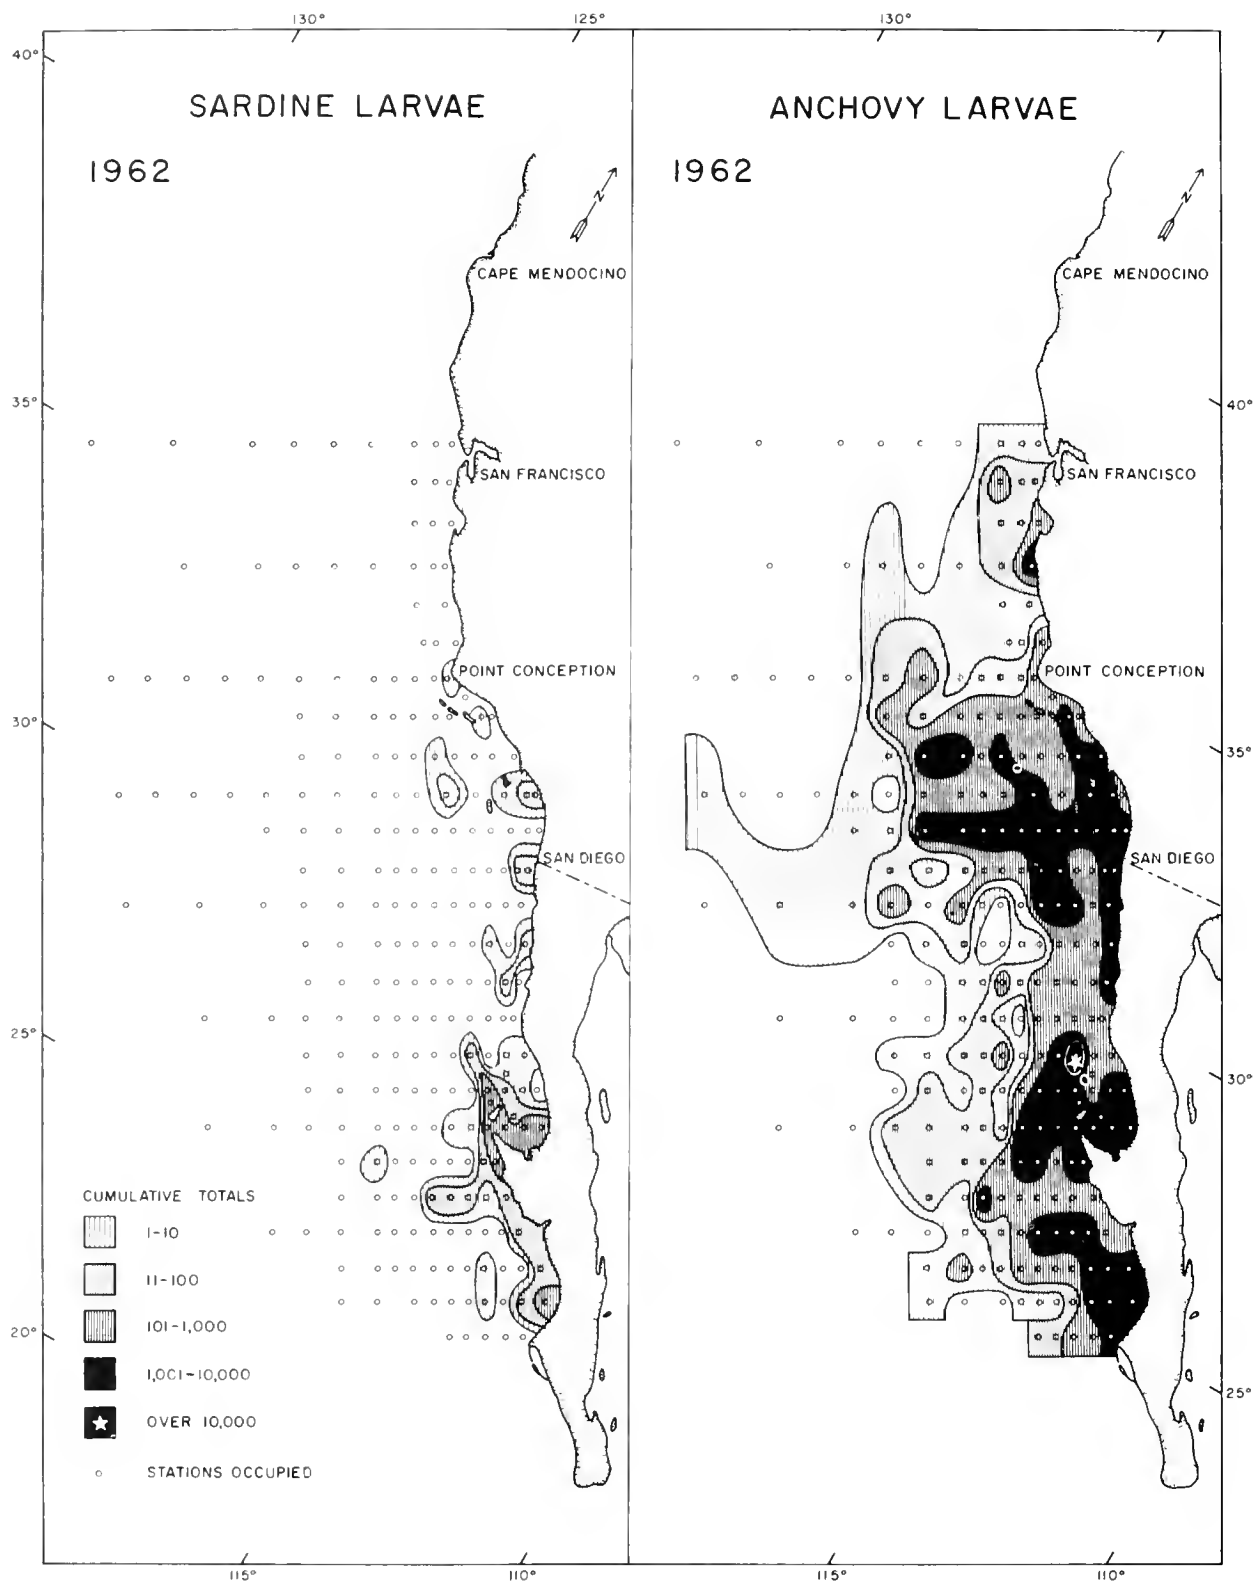 130° 125° 130°
40°
SARDINE LARVAE
ANCHOVY LARVAE
1962
1962
N
N
CAPE MENDOCINO
CAPE MENDOCINO
35°
40°
SAN FRANCISCO
SAN FRANCISCO
POINT CONCEPTION
POINT CONCEPTION
30°
35°
SAN DIEGO
SAN DIEGO
25°
30°
CUMULATIVE TOTALS
1-10
11-100
101-1,000
20°
1,001-10,000
25°
OVER 10,000
STATIONS OCCUPIED
115° 110° 115° 110°